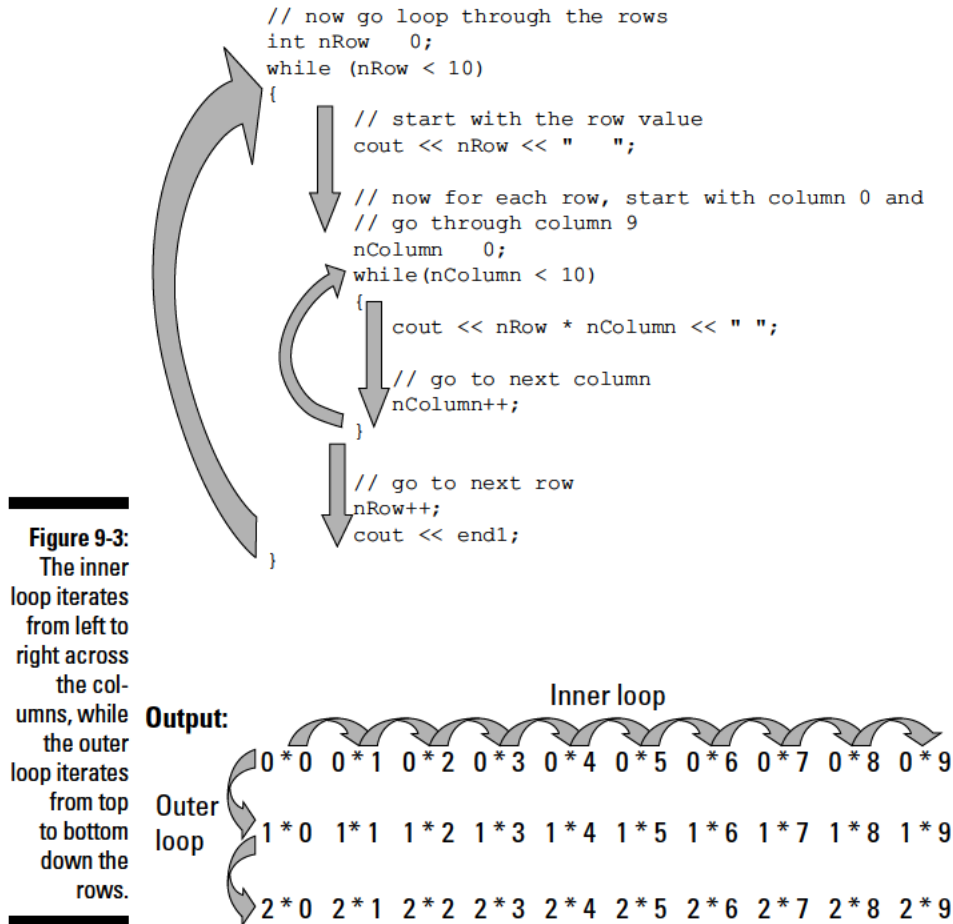 // now go loop through the rows
int nRow   0;
while (nRow < 10)
{
// start with the row value
cout << nRow << "   ";
// now for each row, start with column 0 and
// go through column 9
nColumn   0;
while(nColumn < 10)
{
cout << nRow * nColumn << " ";
// go to next column
nColumn++;
}
// go to next row
nRow++;
cout << end1;
}
Figure 9-3:
The inner
loop iterates
from left to
right across
the col-
umns, while
the outer
loop iterates
from top
to bottom
down the
rows.
Output:
Inner loop
Outer
loop
0 * 0 0 * 1 0 * 2 0 * 3 0 * 4 0 * 5 0 * 6 0 * 7 0 * 8 0 * 9
1 * 0 1* 1 1 * 2 1 * 3 1 * 4 1 * 5 1 * 6 1 * 7 1 * 8 1 * 9
2 * 0 2 * 1 2 * 2 2 * 3 2 * 4 2 * 5 2 * 6 2 * 7 2 * 8 2 * 9